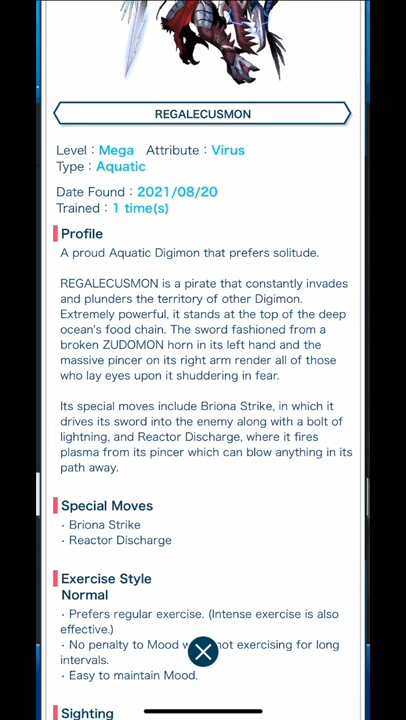 REGALECUSMON
Level : Mega Attribute : Virus
Type : Aquatic
Date Found : 2021/08/20
Trained : 1 time(s)
Profile
A proud Aquatic Digimon that prefers solitude.
REGALECUSMON is a pirate that constantly invades
and plunders the territory of other Digimon.
Extremely powerful, it stands at the top of the deep
ocean's food chain. The sword fashioned from a
broken ZUDOMON horn in its left hand and the
massive pincer on its right arm render all of those
who lay eyes upon it shuddering in fear.
Its special moves include Briona Strike, in which it
drives its sword into the enemy along with a bolt of
lightning, and Reactor Discharge, where it fires
plasma from its pincer which can blow anything in its
path away.
Special Moves
· Briona Strike
· Reactor Discharge
Exercise Style
Normal
· Prefers regular exercise. (Intense exercise is also
effective.)
· No penalty to Mood not exercising for long
intervals.
· Easy to maintain Mood.
Sighting